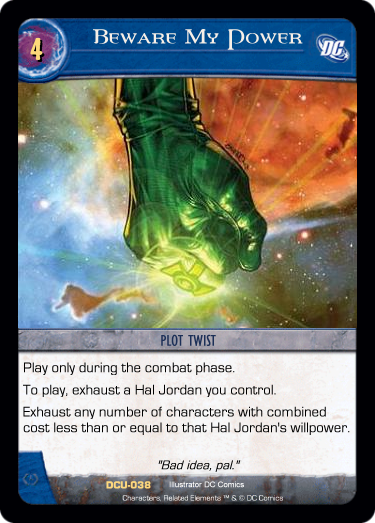 4
Beware My Power
DC
PLOT TWIST
Play only during the combat phase.
To play, exhaust a Hal Jordan you control.
Exhaust any number of characters with combined
cost less than or equal to that Hal Jordan's willpower.
"Bad idea, pal."
DCU-038 Illustrator DC Comics
Characters, Related Elements ™ & © DC Comics